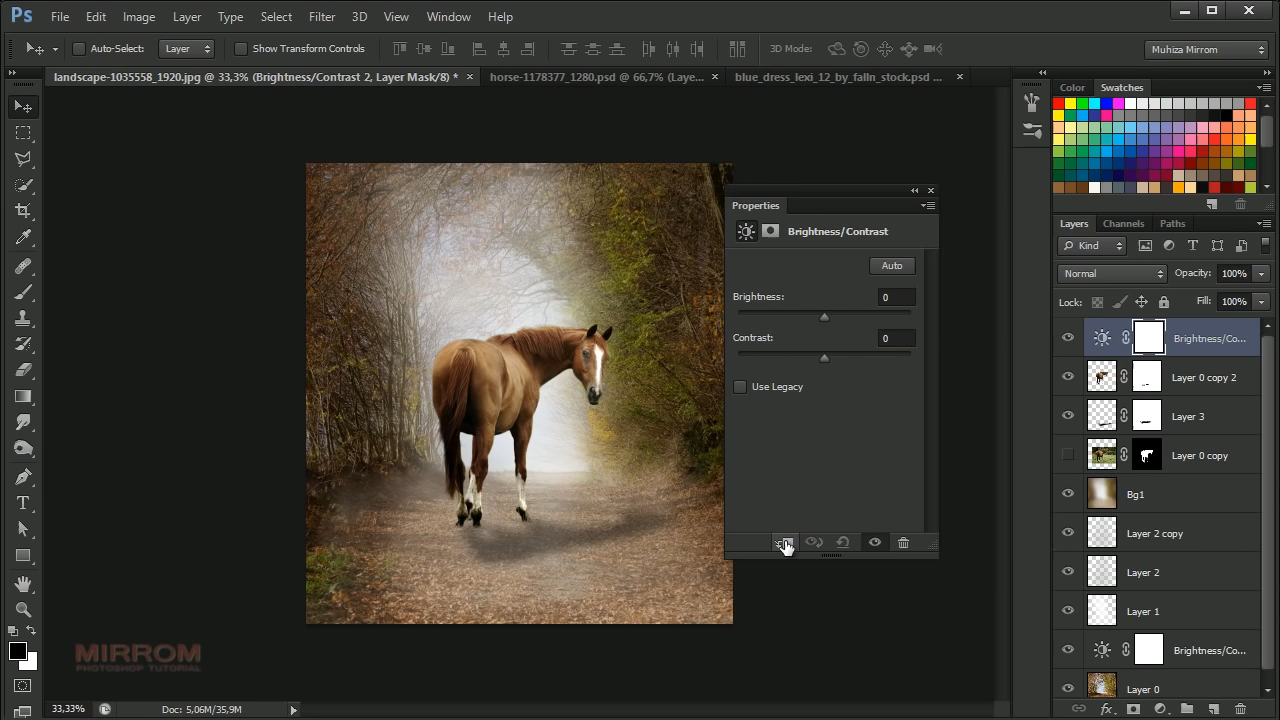 Ps File Edit Image Layer Type Select Filter 3D View Window Help
Auto-Select: Layer Show Transform Controls 3D Mode: Muhiza Mirrom
landscape-1035558_1920.jpg @ 33,3% (Brightness/Contrast 2, Layer Mask/8) * horse-1178377_1280.psd @ 66,7% (Laye... blue_dress_lexi_12_by_falln_stock.psd ...
Color Swatches
Properties
Brightness/Contrast
Auto
Brightness: 0
Contrast: 0
Use Legacy
Layers Channels Paths
Kind
Normal Opacity: 100%
Lock: Fill: 100%
Brightness/Co...
Layer 0 copy 2
Layer 3
Layer 0 copy
Bg1
Layer 2 copy
Layer 2
Layer 1
Brightness/Co...
Layer 0
MIRROM
PHOTOSHOP TUTORIAL
33,33% Doc: 5,06M/35,9M
fx